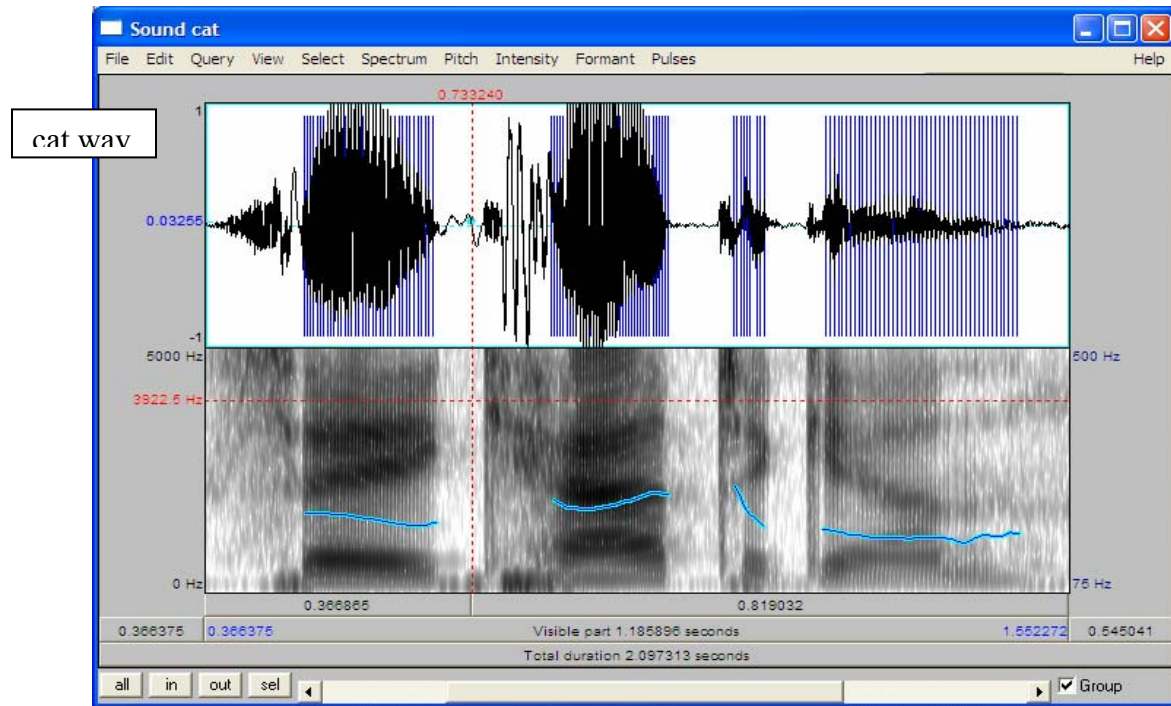 Sound cat
File Edit Query View Select Spectrum Pitch Intensity Formant Pulses Help
0.733240
1
cat wav
0.03255
-1
5000 Hz 500 Hz
3922.5 Hz
0 Hz 75 Hz
0.366865 0.819032
0.366375 0.366375 Visible part 1.185896 seconds 1.552272 0.545041
Total duration 2.097313 seconds
all in out sel Group